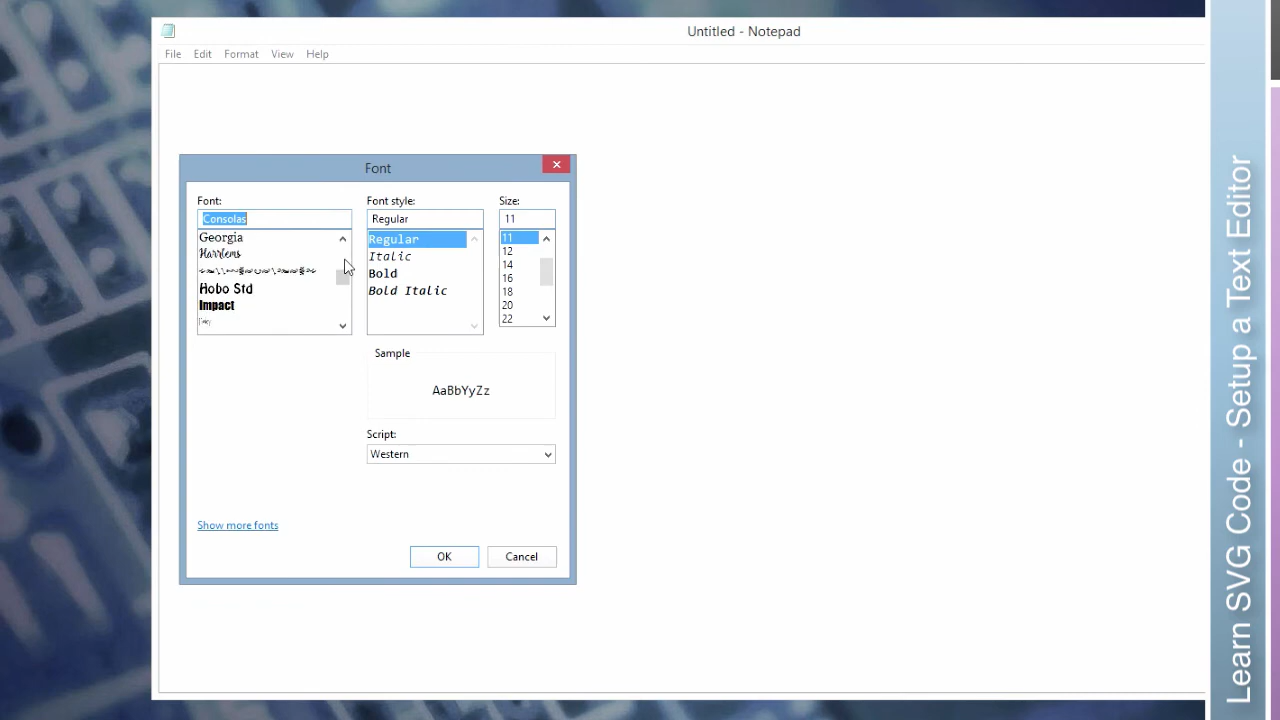 Untitled - Notepad
File Edit Format View Help
Font
Font:
Font style:
Size:
Consolas
Regular
11
Georgia
Harrlems
Hobo Std
Impact
Regular
Italic
Bold
Bold Italic
11
12
14
16
18
20
22
Sample
AaBbYyZz
Script:
Western
Show more fonts
OK
Cancel
Learn SVG Code - Setup a Text Editor